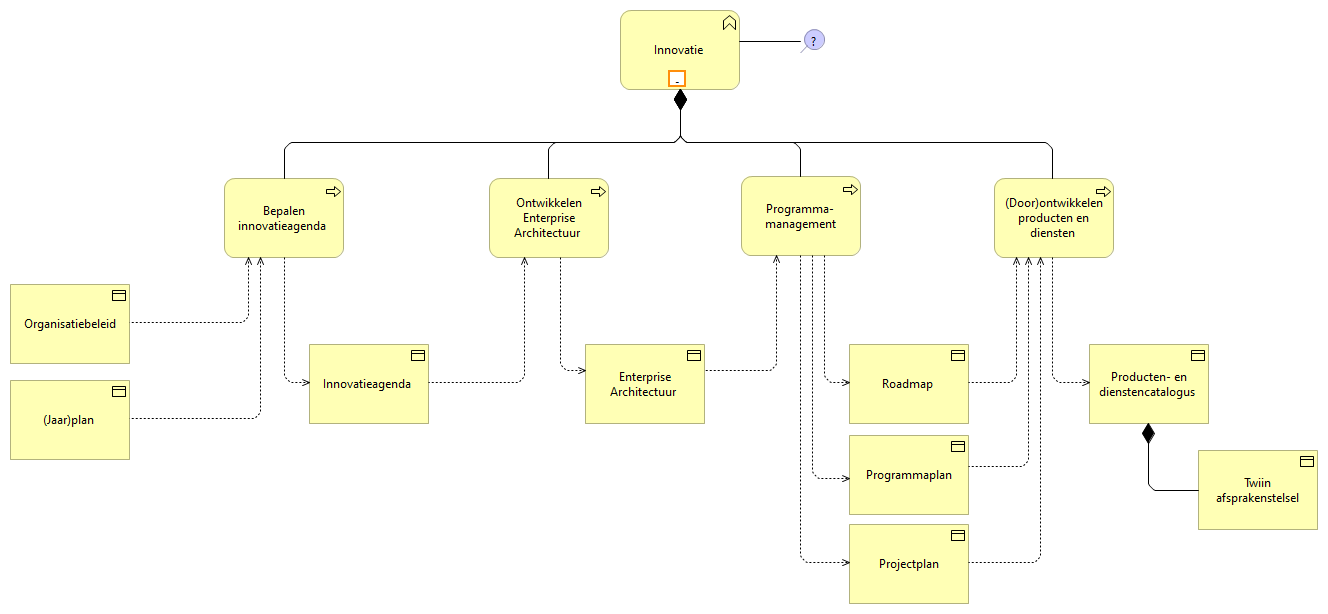 Innovatie
?
-
Bepalen
innovatieagenda
Ontwikkelen
Enterprise
Architectuur
Programma-
management
(Door)ontwikkelen
producten en
diensten
Organisatiebeleid
(Jaar)plan
Innovatieagenda
Enterprise
Architectuur
Roadmap
Programmaplan
Projectplan
Producten- en
dienstencatalogus
Twiin
afsprakenstelsel